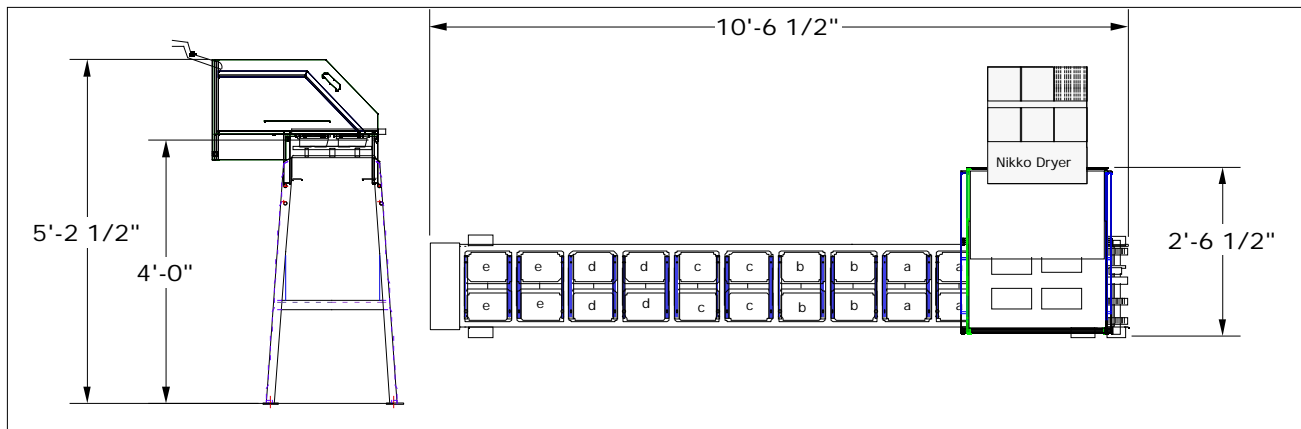 10'-6 1/2"
Nikko Dryer
5'-2 1/2"
4'-0"
2'-6 1/2"
e e d d c c b b a a
e e d d c c b b a a